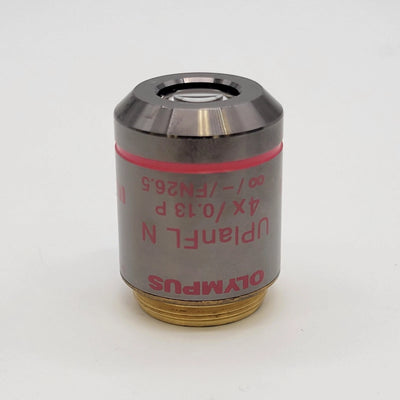 OLYMPUS
UPlanFL N
4X/0.13 P
∞/-/FN26.5